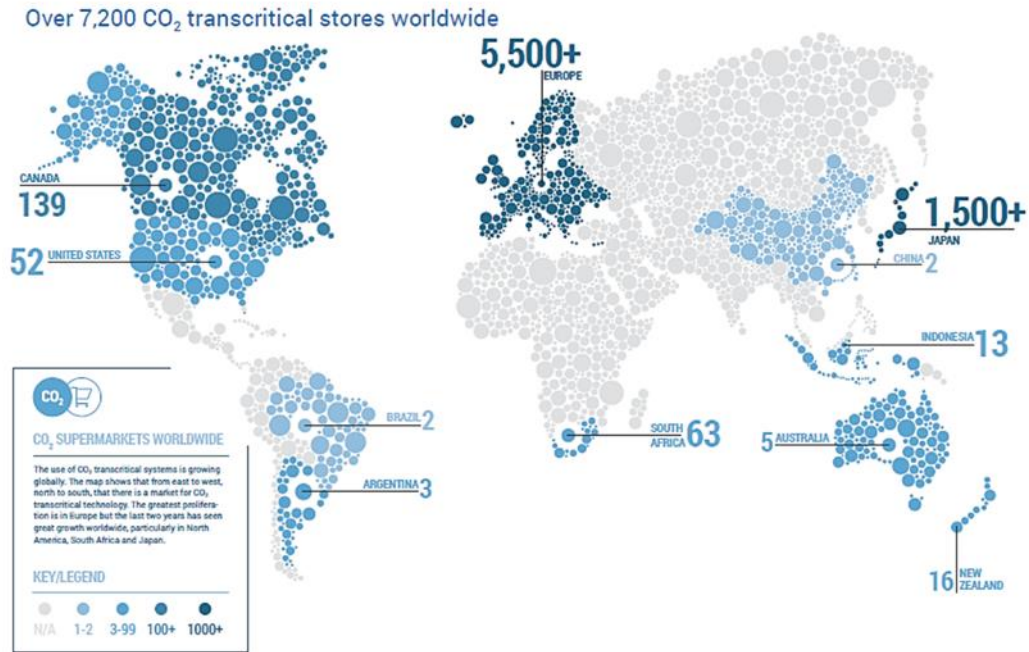 Over 7,200 CO₂ transcritical stores worldwide
5,500+
EUROPE
CANADA
139
52 UNITED STATES
1,500+
JAPAN
CHINA 2
INDONESIA 13
BRAZIL 2
SOUTH
AFRICA 63
5 AUSTRALIA
ARGENTINA 3
16 NEW
ZEALAND
CO₂
CO₂ SUPERMARKETS WORLDWIDE
The use of CO₂ transcritical systems is growing
globally. The map shows that from east to west,
north to south, that there is a market for CO₂
transcritical technology. The greatest prolifera-
tion is in Europe but the last two years has seen
great growth worldwide, particularly in North
America, South Africa and Japan.
KEY/LEGEND
N/A 1-2 3-99 100+ 1000+